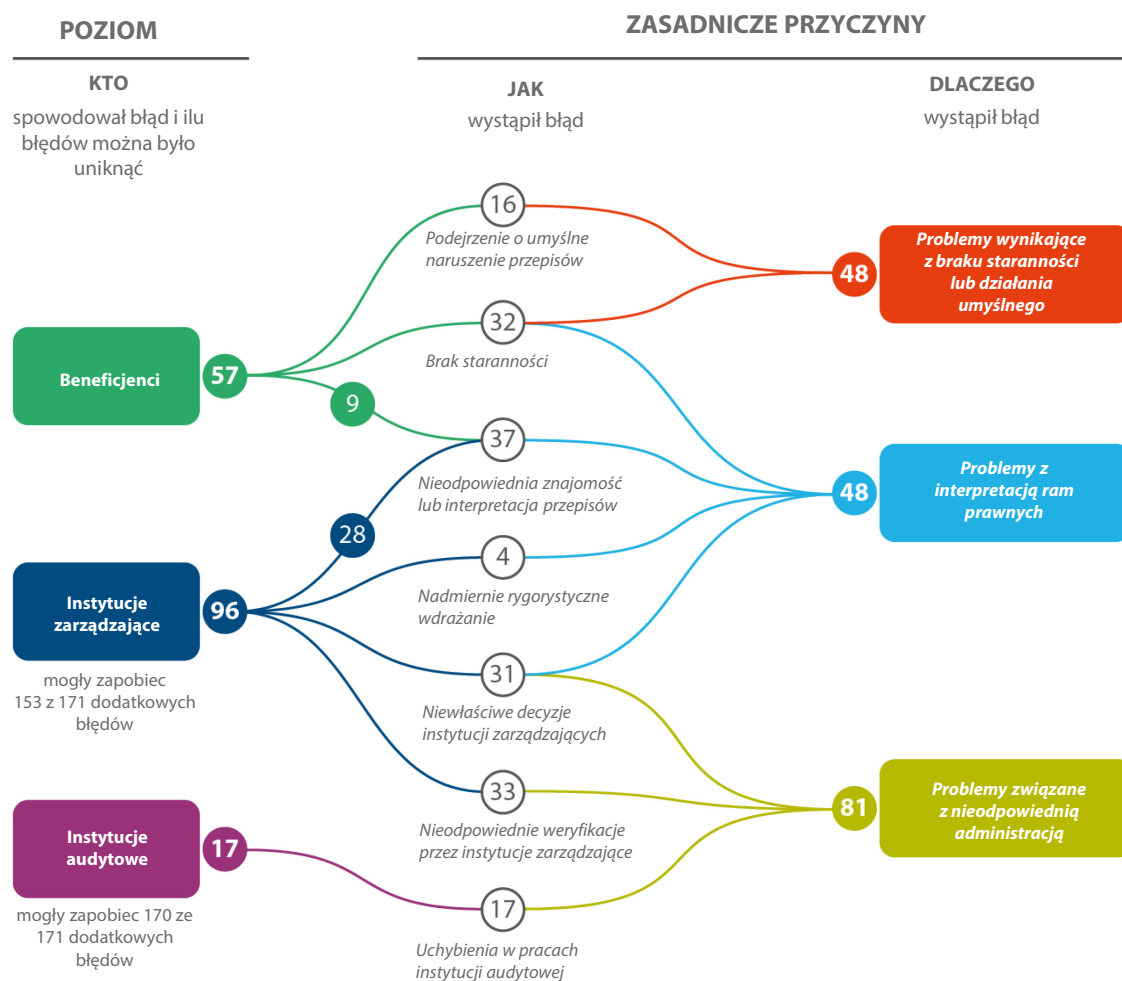 POZIOM
ZASADNICZE PRZYCZYNY
KTO
spowodował błąd i ilu
błędów można było
uniknąć
JAK
wystąpił błąd
DLACZEGO
wystąpił błąd
16
Podejrzenie o umyślne
naruszenie przepisów
48
Problemy wynikające
z braku staranności
lub działania
umyślnego
32
Brak staranności
Beneficjenci
57
9
37
Nieodpowiednia znajomość
lub interpretacja przepisów
48
Problemy z
interpretacją ram
prawnych
28
4
Nadmiernie rygorystyczne
wdrażanie
Instytucje
zarządzające
96
mogły zapobiec
153 z 171 dodatkowych
błędów
31
Niewłaściwe decyzje
instytucji zarządzających
33
Nieodpowiednie weryfikacje
przez instytucje zarządzające
81
Problemy związane
z nieodpowiednią
administracją
Instytucje
audytowe
17
mogły zapobiec 170 ze
171 dodatkowych
błędów
17
Uchybienia w pracach
instytucji audytowej